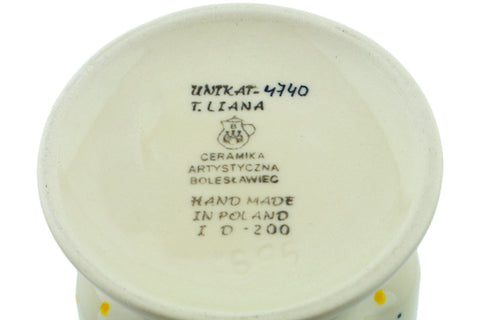 UNIKAT-4740
T. LIANA
B
CERAMIKA
ARTYSTYCZNA
BOLESŁAWIEC
HAND MADE
IN POLAND
I D -200